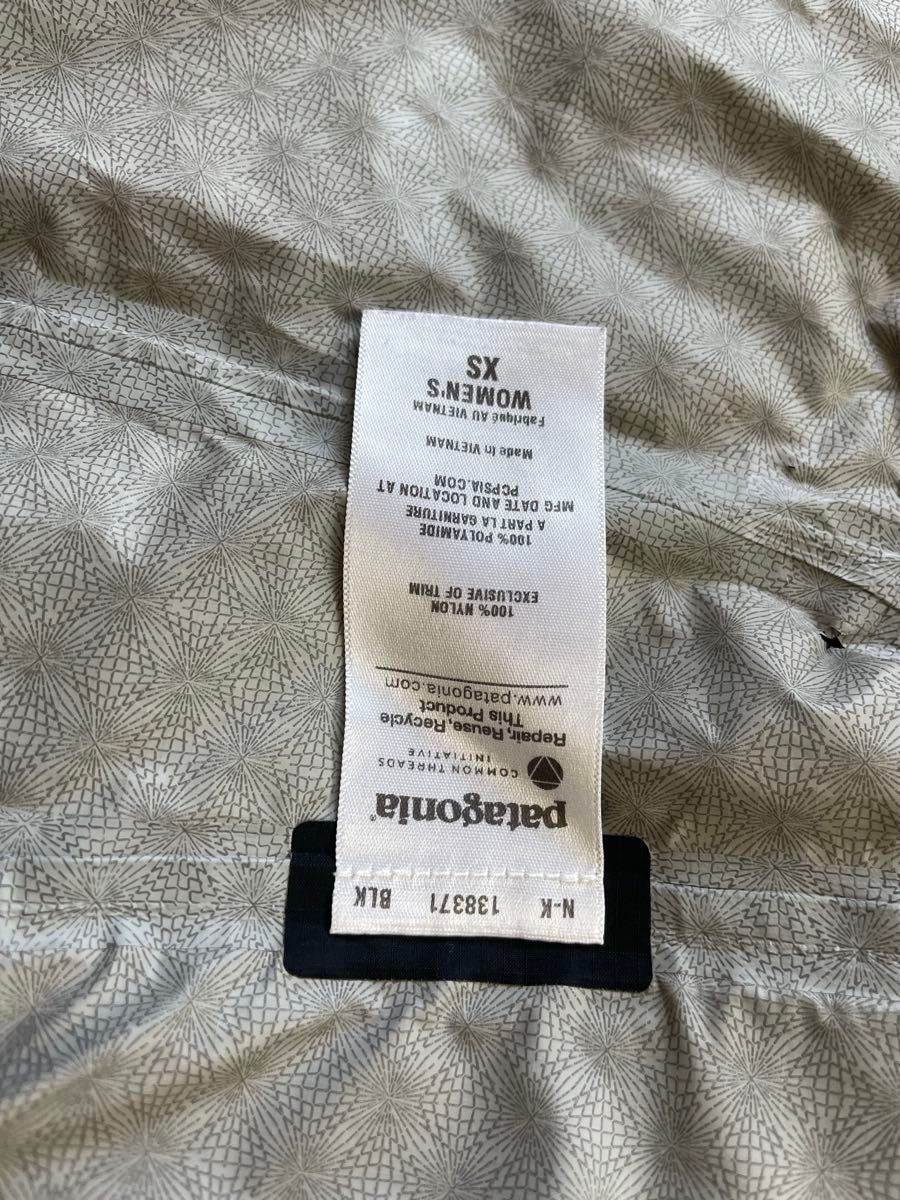 N-K 138371 BLK
patagonia®
COMMON THREADS
INITIATIVE
Repair, Reuse, Recycle
This Product
www.patagonia.com
100% NYLON
EXCLUSIVE OF TRIM
100% POLYAMIDE
A PART LA GARNITURE
MFG DATE AND LOCATION AT
PCPSIA.COM
Made in VIETNAM
Fabriqué AU VIETNAM
WOMEN'S
XS